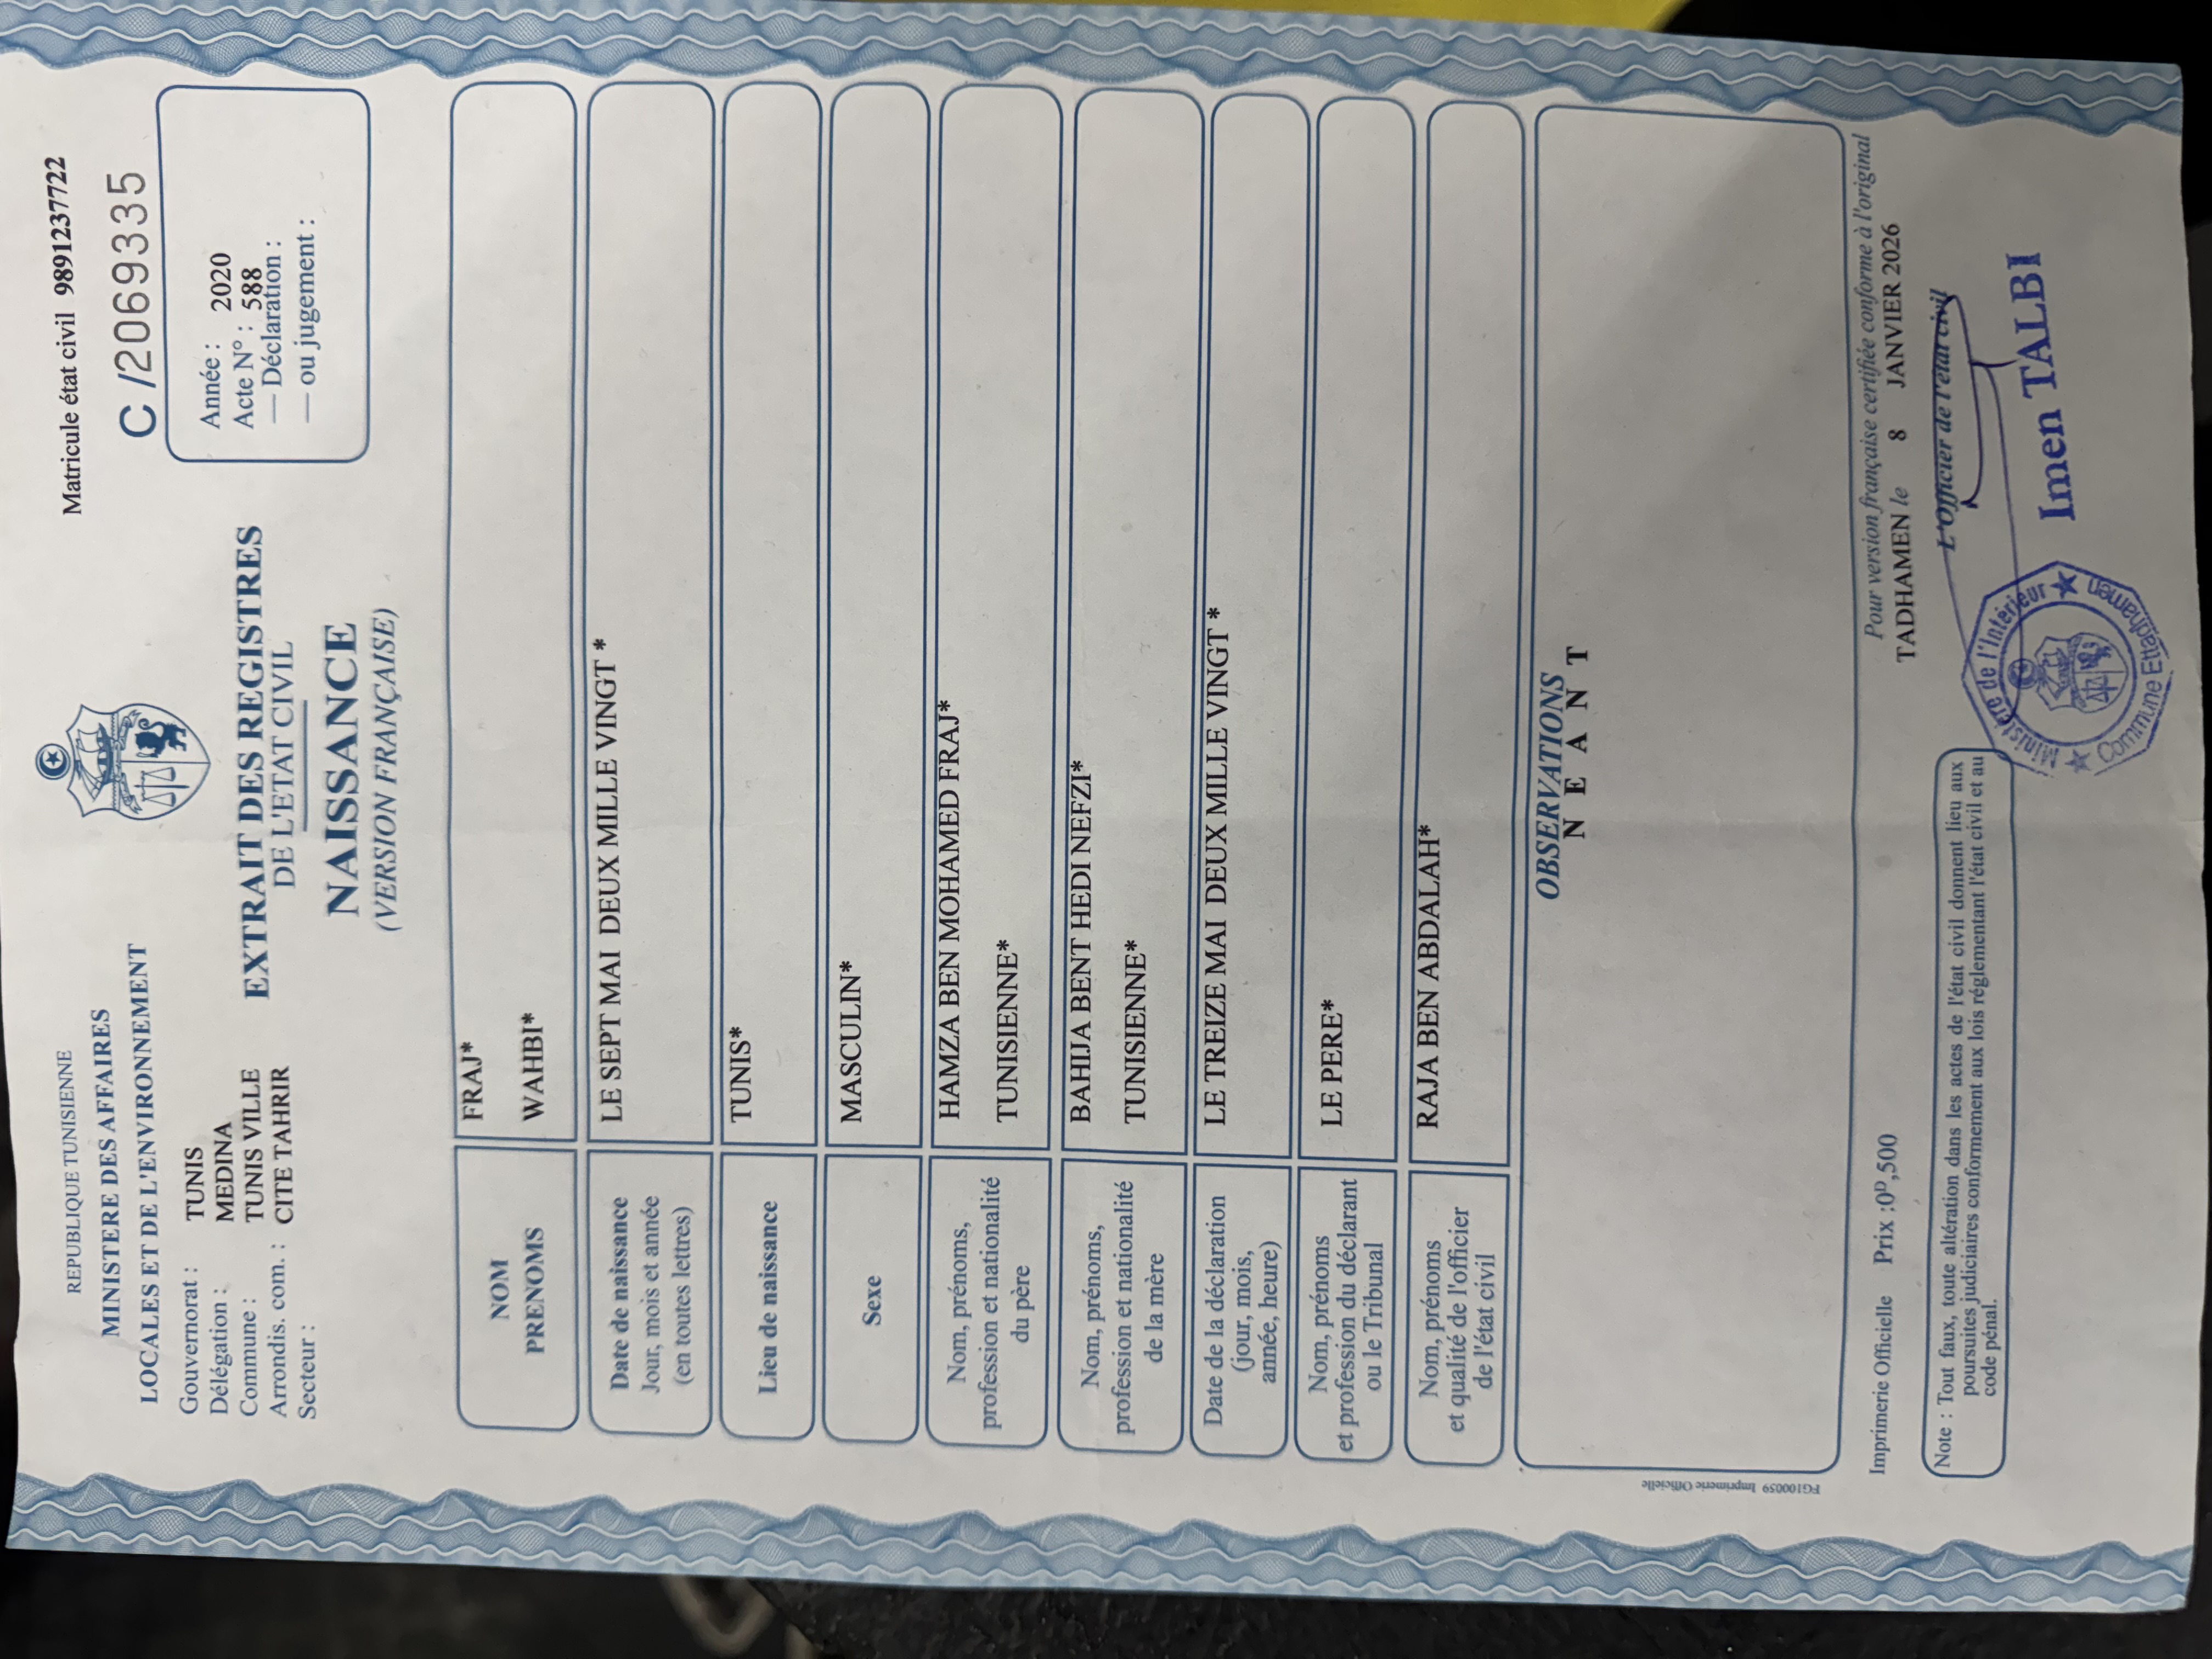 REPUBLIQUE TUNISIENNE
MINISTERE DES AFFAIRES
LOCALES ET DE L'ENVIRONNEMENT
Gouvernorat : TUNIS
Délégation : MEDINA
Commune : TUNIS VILLE
Arrondis. com. : CITE TAHRIR
Secteur :
EXTRAIT DES REGISTRES
DE L'ETAT CIVIL
NAISSANCE
(VERSION FRANÇAISE)
Matricule état civil 98912237722
C /2069335
Année : 2020
Acte N° : 588
— Déclaration :
— ou jugement :
NOM
PRENOMS
FRAJ*
WAHBI*
Date de naissance
Jour, mois et année
(en toutes lettres)
LE SEPT MAI DEUX MILLE VINGT *
Lieu de naissance
TUNIS*
Sexe
MASCULIN*
Nom, prénoms,
profession et nationalité
du père
HAMZA BEN MOHAMED FRAJ*
TUNISIENNE*
Nom, prénoms,
profession et nationalité
de la mère
BAHIJA BENT HEDI NEFZI*
TUNISIENNE*
Date de la déclaration
(jour, mois,
année, heure)
LE TREIZE MAI DEUX MILLE VINGT *
Nom, prénoms
et profession du déclarant
ou le Tribunal
LE PERE*
Nom, prénoms
et qualité de l'officier
de l'état civil
RAJA BEN ABDALAH*
OBSERVATIONS
N E A N T
FG100059 Imprimerie Officielle
Imprimerie Officielle Prix :0D,500
Pour version française certifiée conforme à l'original
TADHAMEN le 8 JANVIER 2026
L'Officier de l'état civil
Imen TALBI
Ministère de l'Intérieur
Commune Ettadhamen
Note : Tout faux, toute altération dans les actes de l'état civil donnent lieu aux
poursuites judiciaires conformement aux lois réglementant l'état civil et au
code pénal.